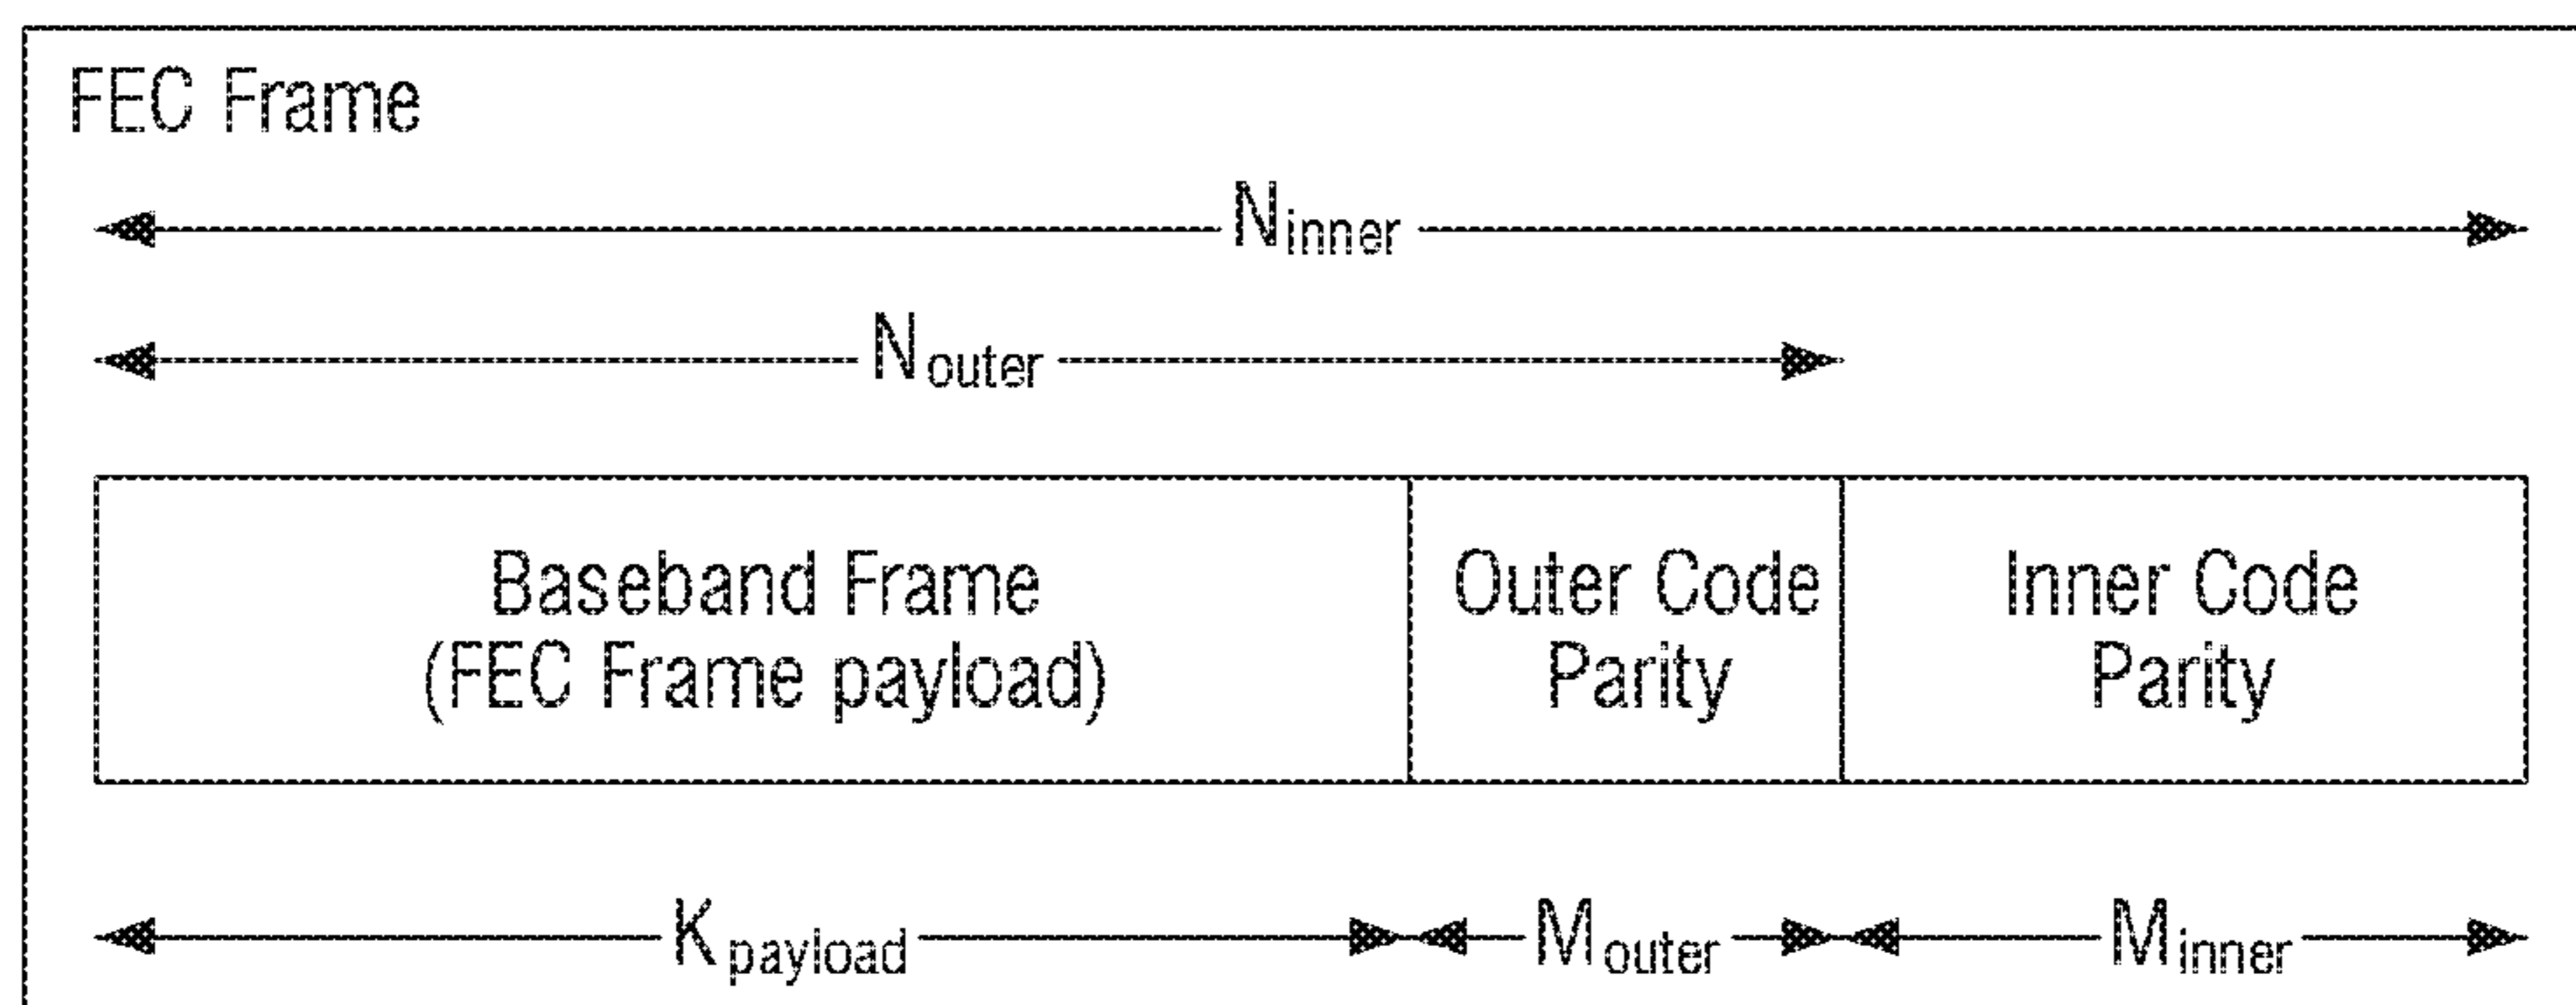 FEC Frame
Ninner
Nouter
Baseband Frame
(FEC Frame payload)
Outer Code
Parity
Inner Code
Parity
Kpayload
Mouter
Minner